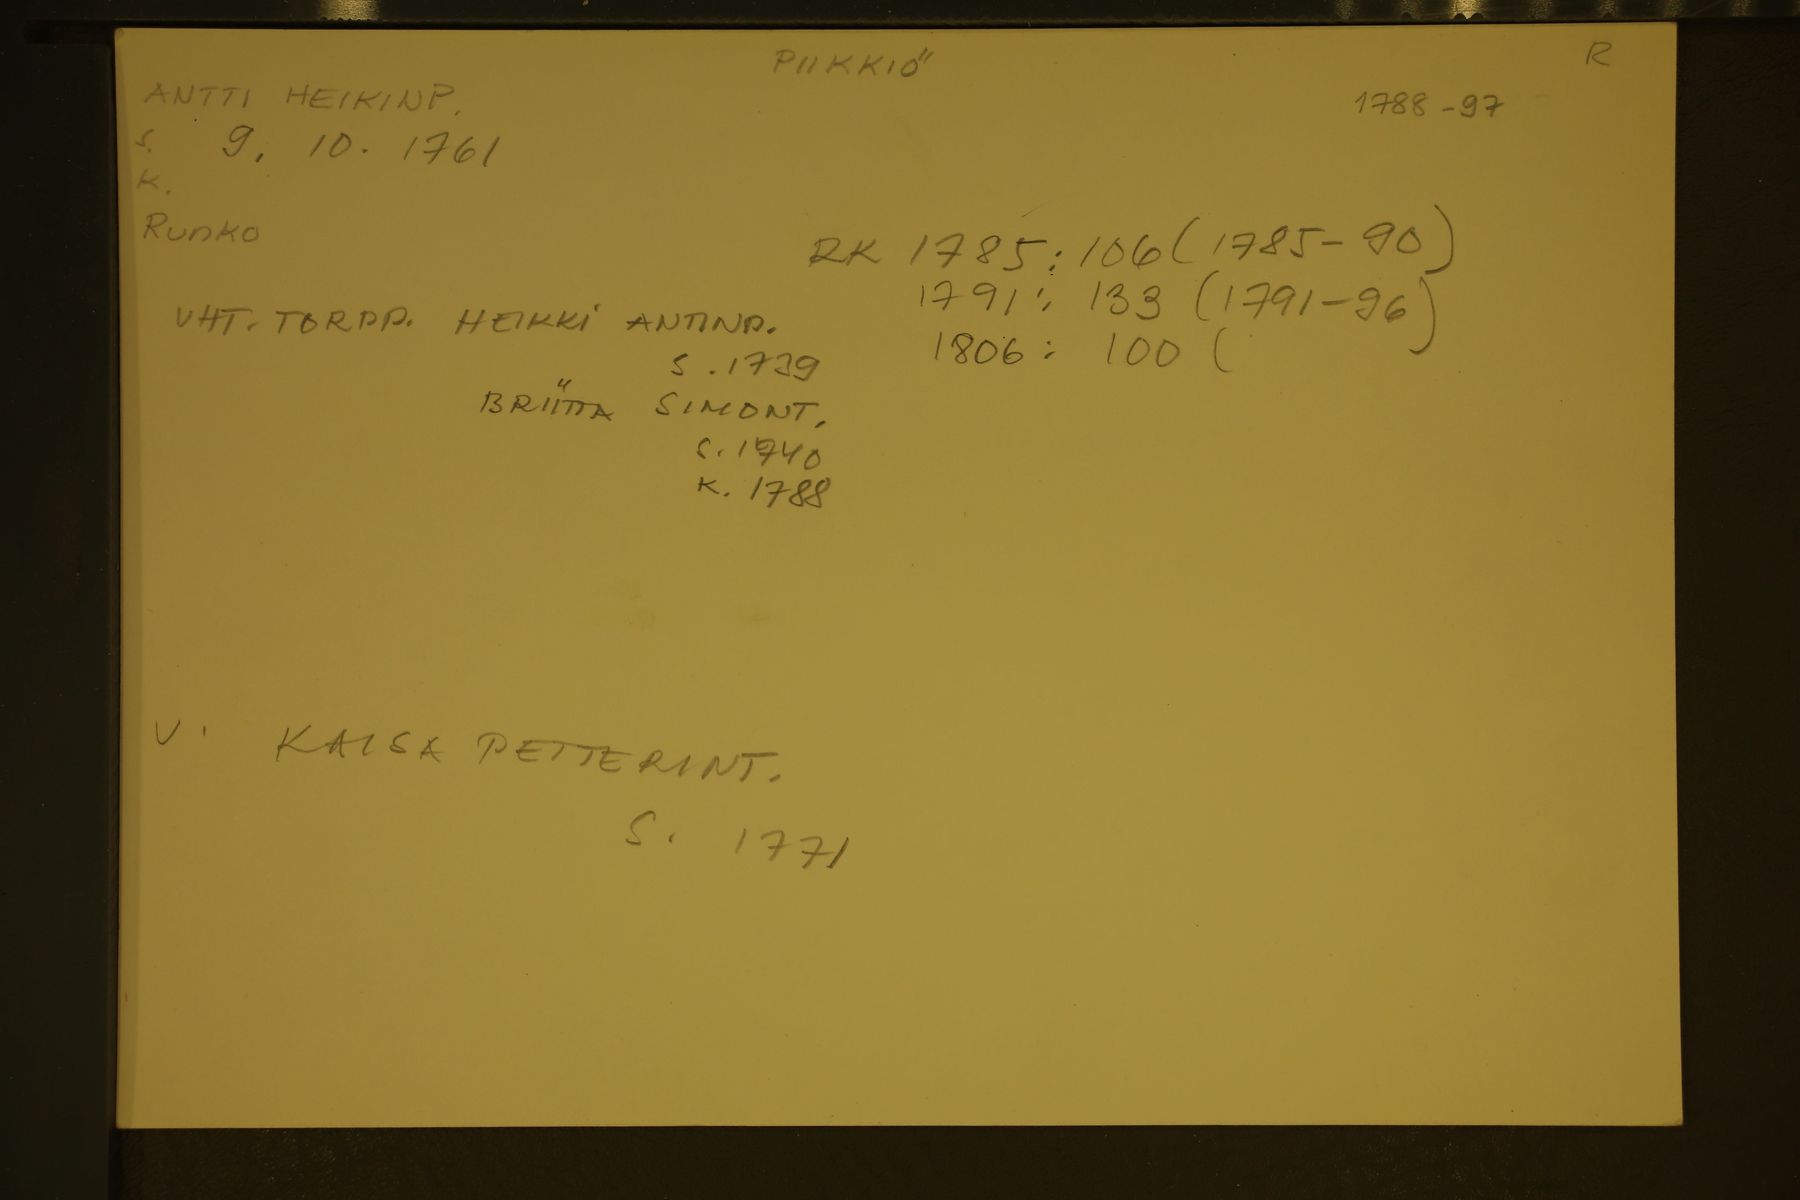 PIIKKIÖ
R
ANTTI HEIKINP.
1788-97
S. 9. 10. 1761
K.
RUNKO
RK 1785: 106 (1785-90)
1791: 133 (1791-96)
1806: 100 (
VHT. TORPP. HEIKKI ANTINP.
S. 1739
BRIITTA SIMONT.
S. 1740
K. 1788
V. KAISA PETTERINT.
S. 1771